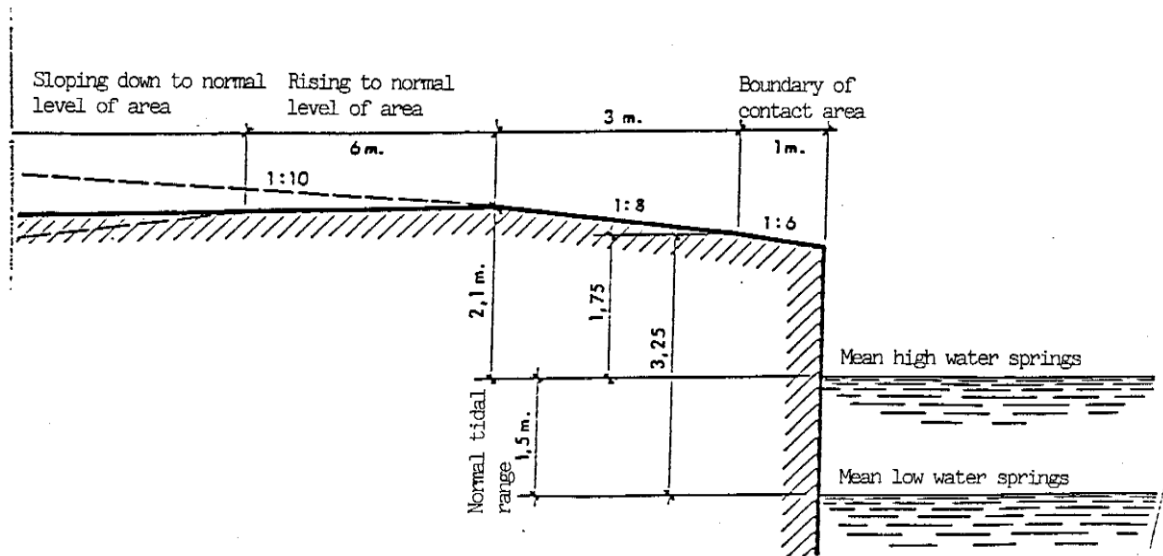 Sloping down to normal
level of area
Rising to normal
level of area
3 m.
Boundary of
contact area
6 m.
1 m.
1:10
1:8
1:6
2,1 m.
1,75
3,25
Mean high water springs
Normal tidal
range
1,5 m.
Mean low water springs